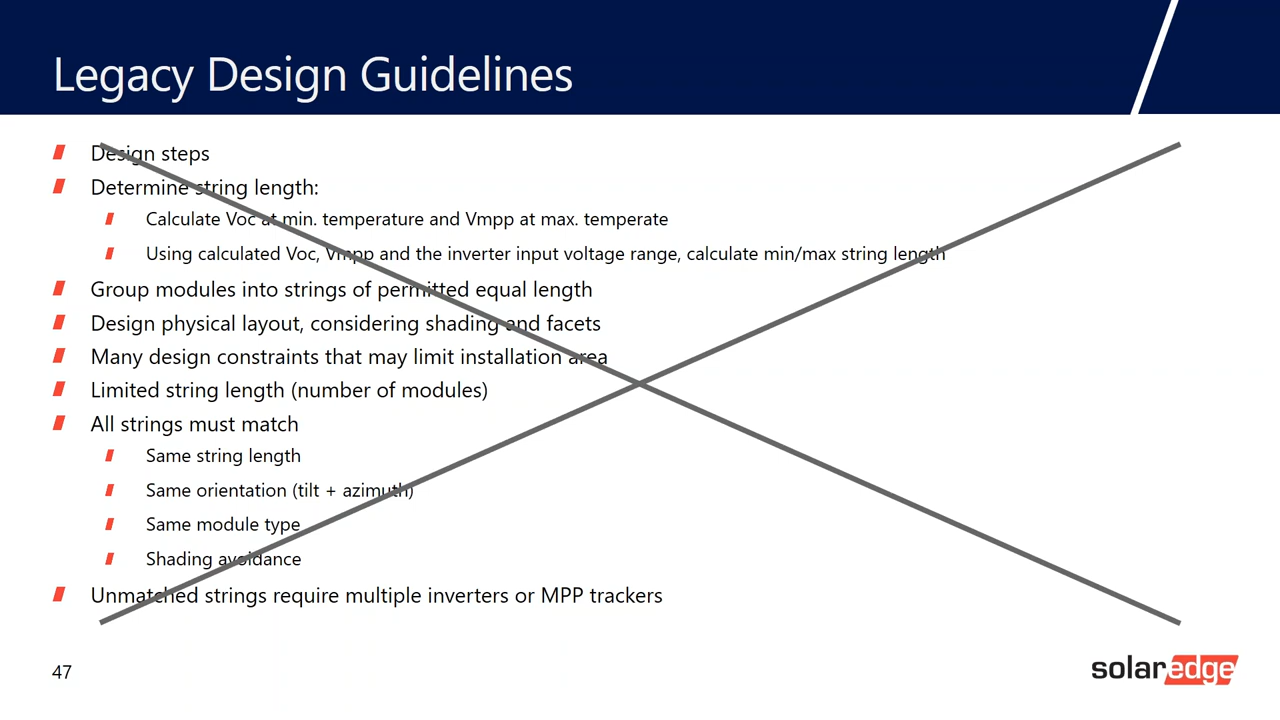 Legacy Design Guidelines
Design steps
Determine string length:
Calculate Voc at min. temperature and Vmpp at max. temperate
Using calculated Voc, Vmpp and the inverter input voltage range, calculate min/max string length
Group modules into strings of permitted equal length
Design physical layout, considering shading and facets
Many design constraints that may limit installation area
Limited string length (number of modules)
All strings must match
Same string length
Same orientation (tilt + azimuth)
Same module type
Shading avoidance
Unmatched strings require multiple inverters or MPP trackers
47
solaredge